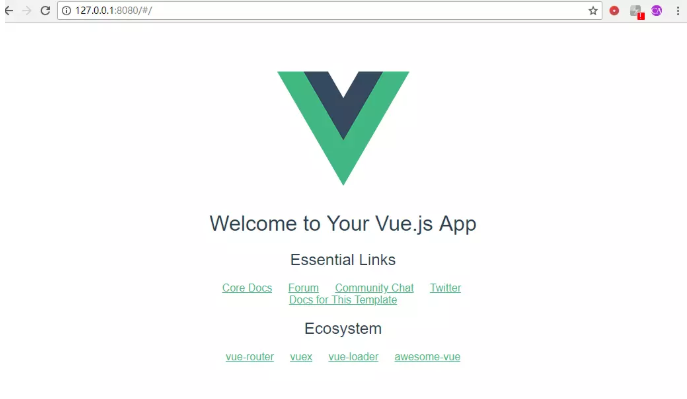 127.0.0.1:8080/#/
Welcome to Your Vue.js App
Essential Links
Core Docs Forum Community Chat Twitter
Docs for This Template
Ecosystem
vue-router vuex vue-loader awesome-vue